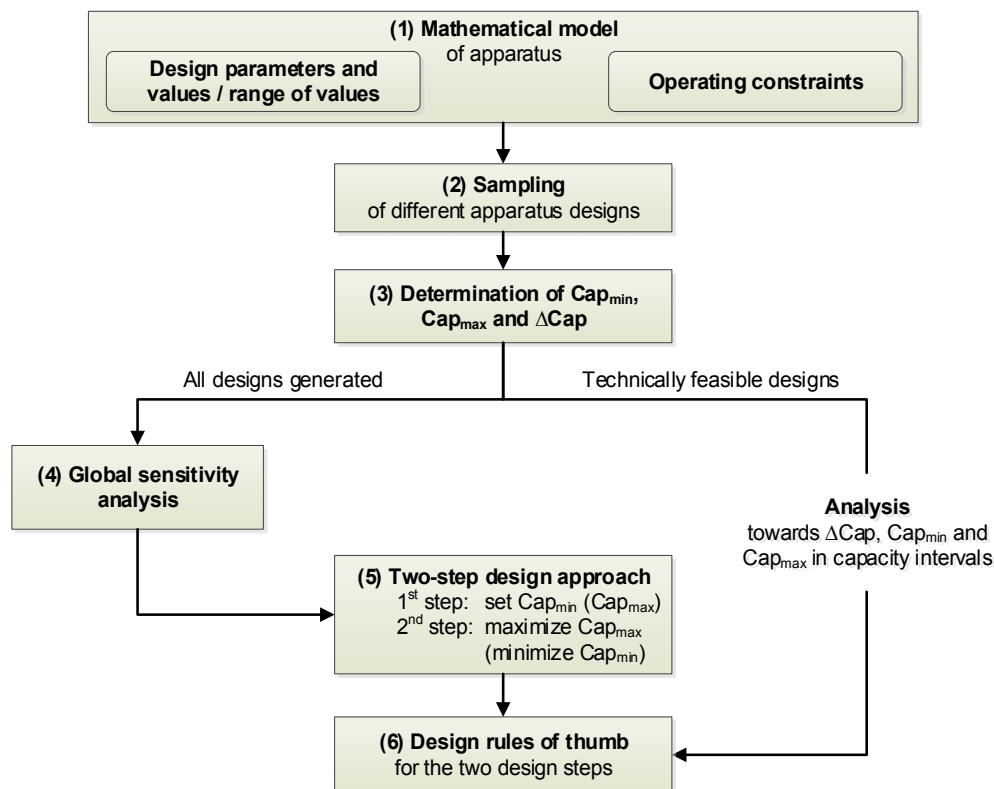 (1) Mathematical model
of apparatus
Design parameters and
values / range of values
Operating constraints
(2) Sampling
of different apparatus designs
(3) Determination of Capmin,
Capmax and ΔCap
All designs generated
Technically feasible designs
(4) Global sensitivity
analysis
Analysis
towards ΔCap, Capmin and
Capmax in capacity intervals
(5) Two-step design approach
1st step: set Capmin (Capmax)
2nd step: maximize Capmax
(minimize Capmin)
(6) Design rules of thumb
for the two design steps